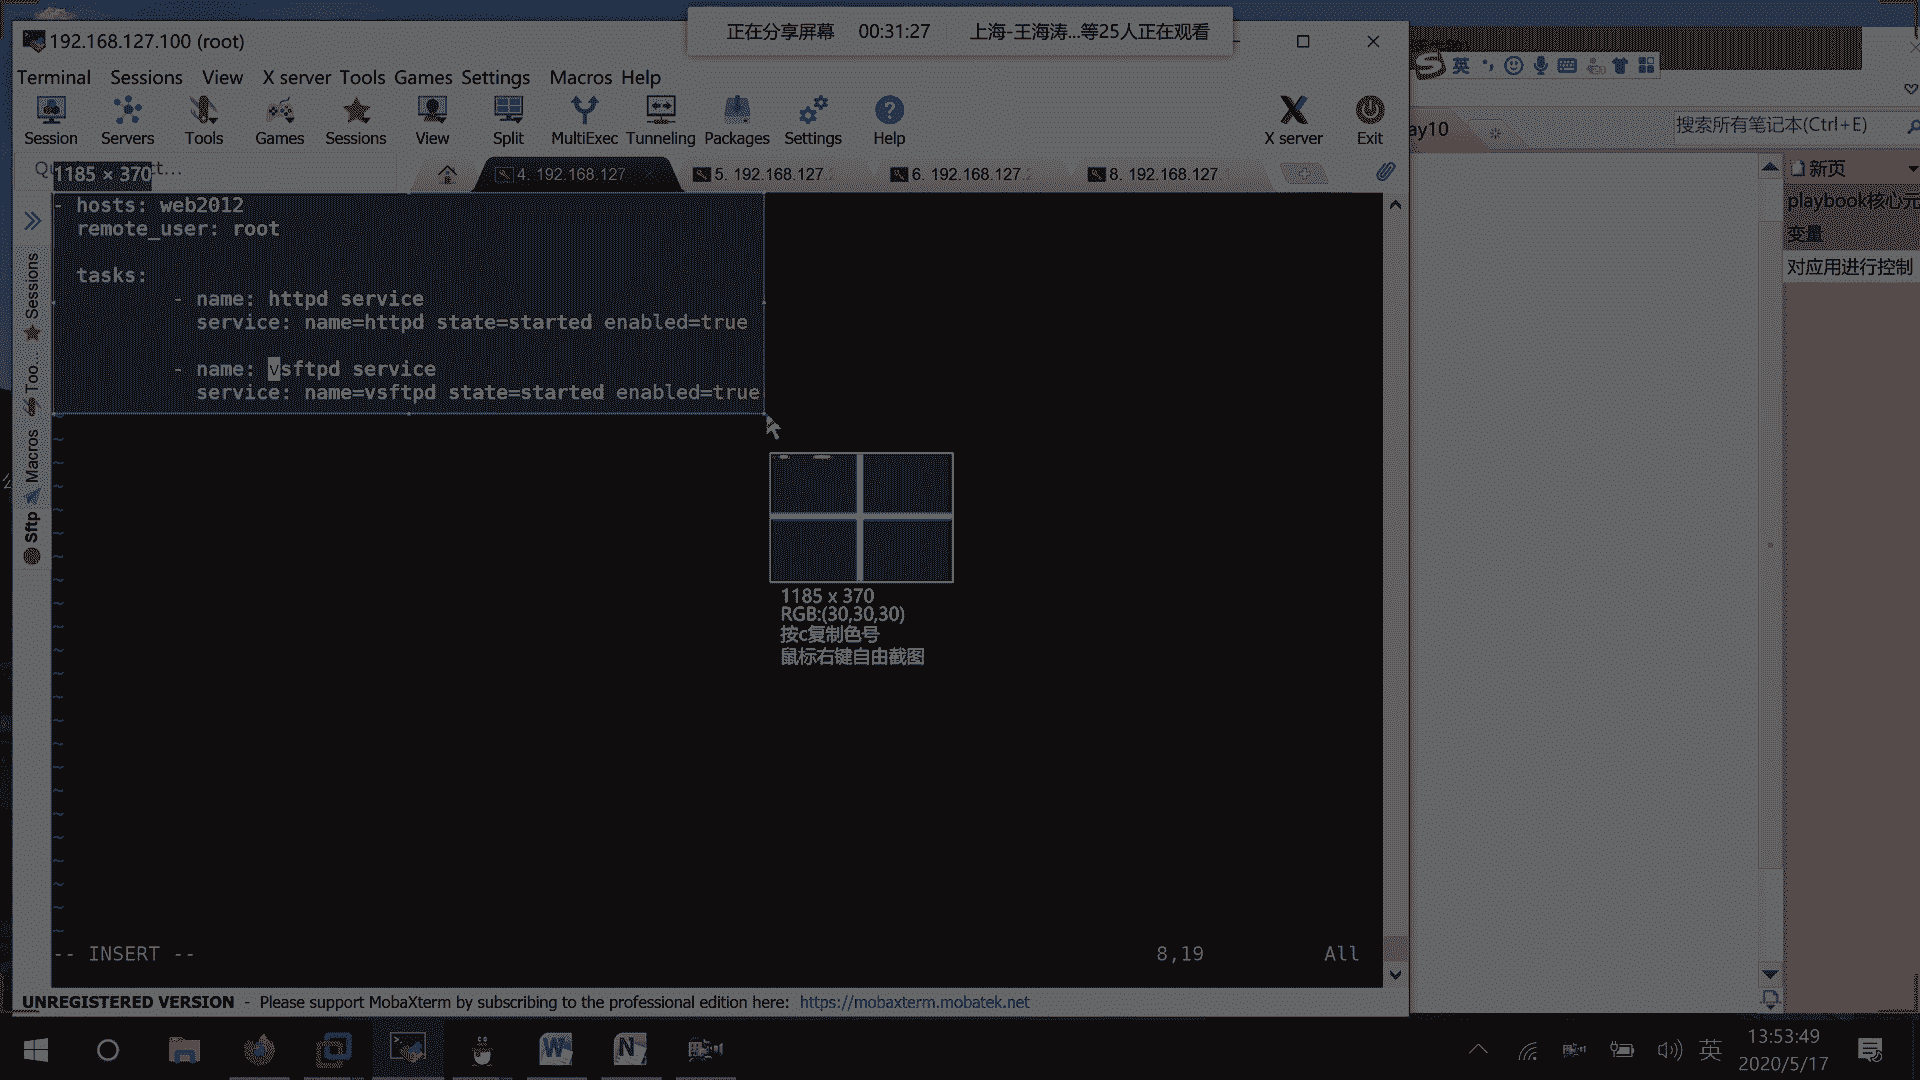 正在分享屏幕 00:31:27 上海-王海涛...等25人正在观看
192.168.127.100 (root)
Terminal Sessions View X server Tools Games Settings Macros Help
Session Servers Tools Games Sessions View Split MultiExec Tunneling Packages Settings Help X server Exit
英
ay10
搜索所有笔记本(Ctrl+E)
1185 × 370
4. 192.168.127
5. 192.168.127.
6. 192.168.127.
8. 192.168.127.
新页
playbook核心元
变量
对应用进行控制
Sessions
Too...
Macros
Sftp
- hosts: web2012
remote_user: root
tasks:
- name: httpd service
service: name=httpd state=started enabled=true
- name: vsftpd service
service: name=vsftpd state=started enabled=true
1185 x 370
RGB:(30,30,30)
按c复制色号
鼠标右键自由截图
-- INSERT -- 8,19 All
UNREGISTERED VERSION - Please support MobaXterm by subscribing to the professional edition here: https://mobaxterm.mobatek.net
英
13:53:49
2020/5/17